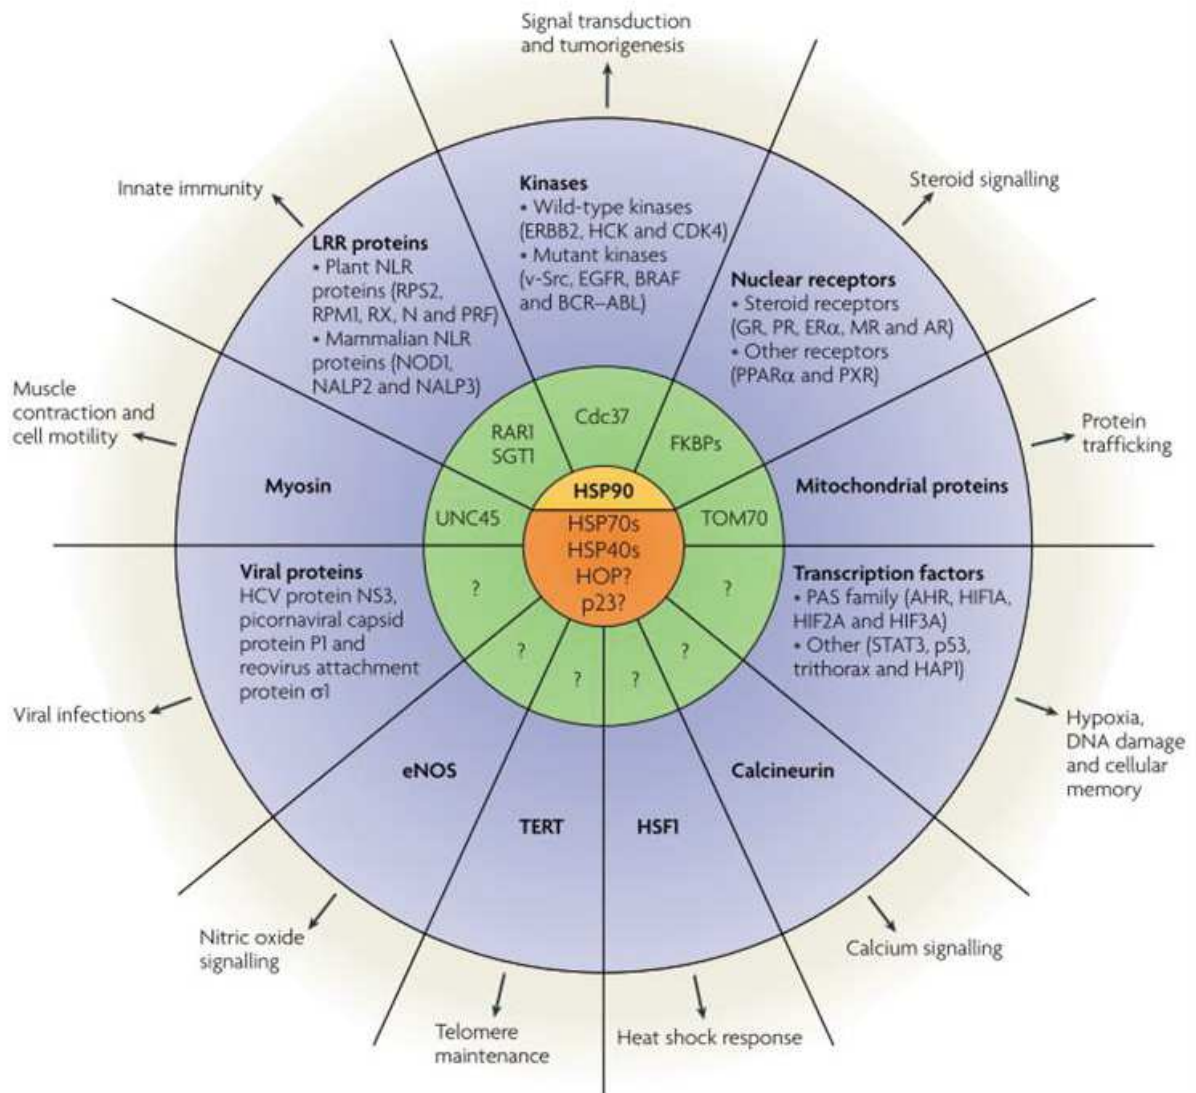 Signal transduction
and tumorigenesis
Innate immunity
Steroid signalling
Kinases
• Wild-type kinases
(ERBB2, HCK and CDK4)
• Mutant kinases
(v-Src, EGFR, BRAF
and BCR–ABL)
LRR proteins
• Plant NLR
proteins (RPS2,
RPM1, RX, N and PRF)
• Mammalian NLR
proteins (NOD1,
NALP2 and NALP3)
Nuclear receptors
• Steroid receptors
(GR, PR, ERα, MR and AR)
• Other receptors
(PPARα and PXR)
Muscle
contraction and
cell motility
Protein
trafficking
Cdc37
RAR1
SGT1
FKBPs
Myosin
HSP90
Mitochondrial proteins
UNC45
TOM70
HSP70s
HSP40s
HOP?
p23?
Viral proteins
HCV protein NS3,
picornaviral capsid
protein P1 and
reovirus attachment
protein σ1
?
?
Transcription factors
• PAS family (AHR, HIF1A,
HIF2A and HIF3A)
• Other (STAT3, p53,
trithorax and HAP1)
?
?
?
?
Viral infections
Hypoxia,
DNA damage
and cellular
memory
eNOS
Calcineurin
TERT
HSF1
Nitric oxide
signalling
Calcium signalling
Telomere
maintenance
Heat shock response